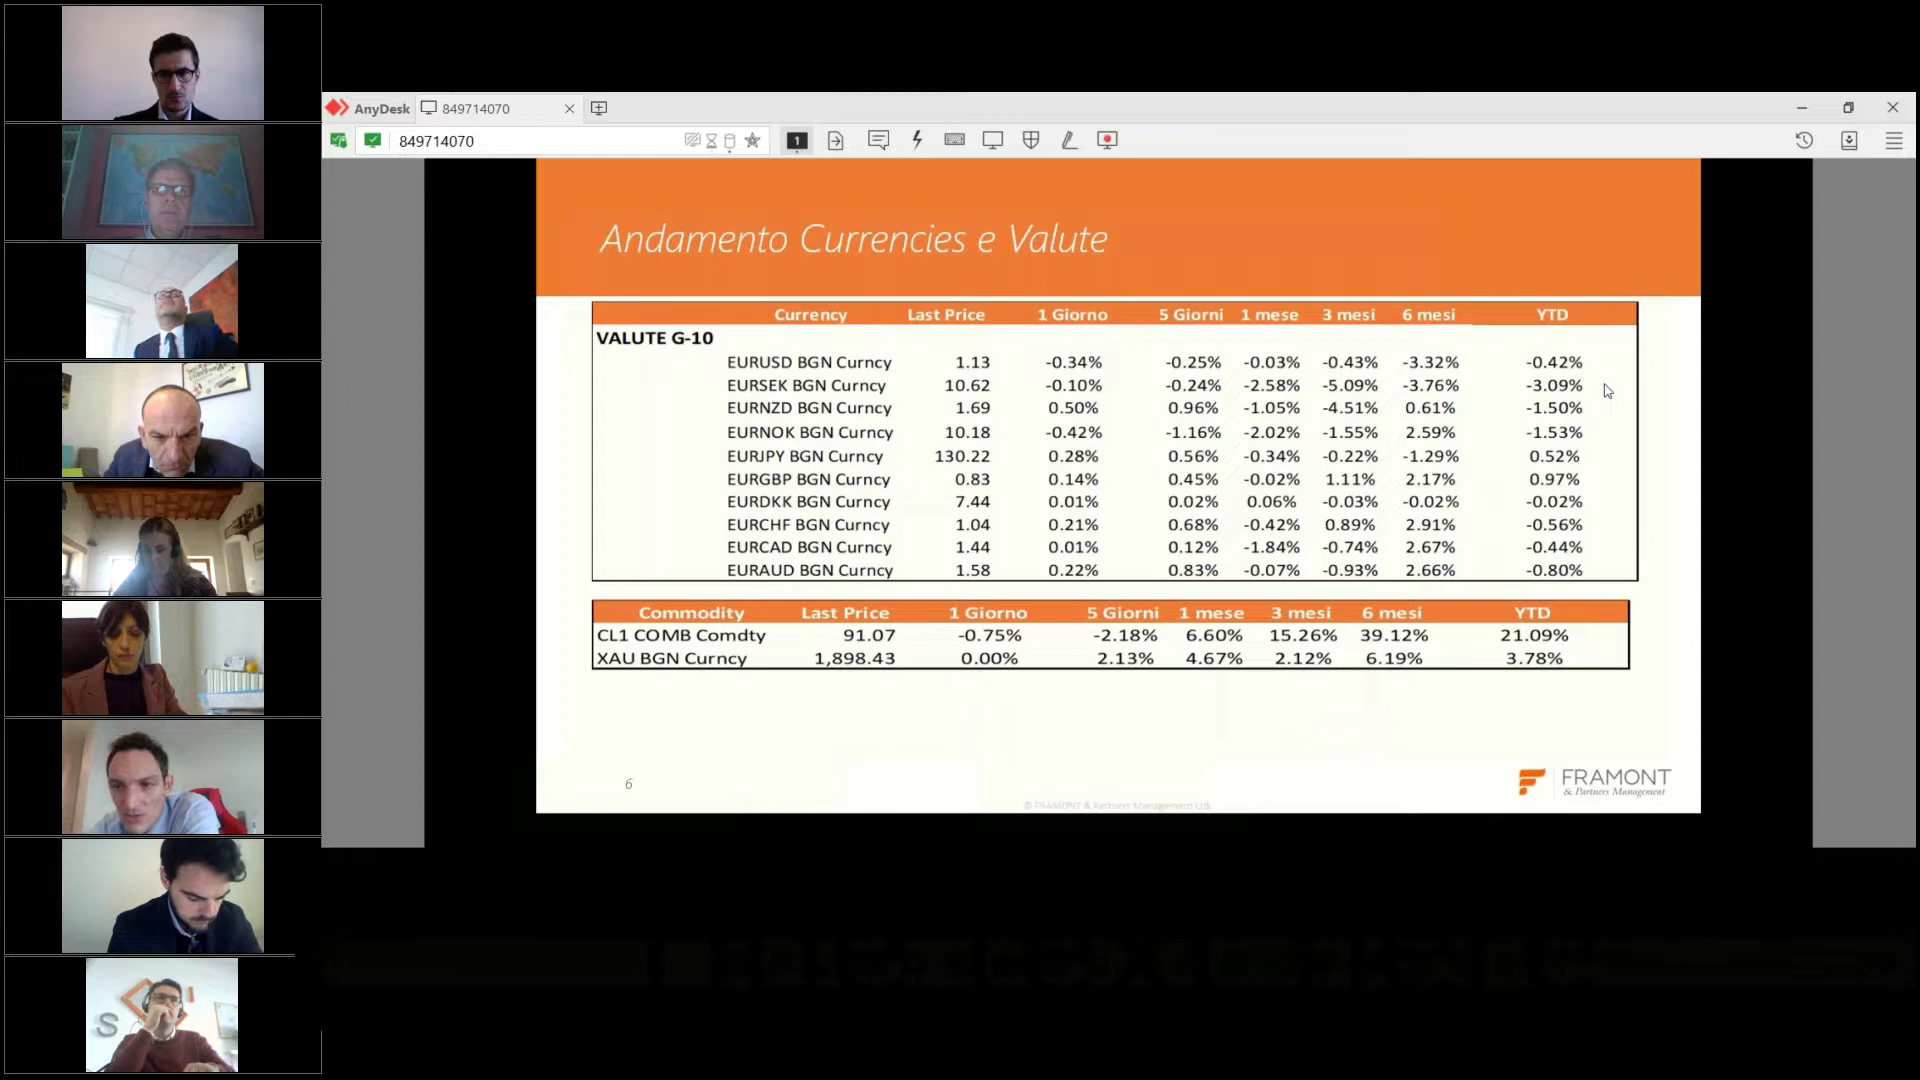 AnyDesk 849714070
849714070
1
Andamento Currencies e Valute
Currency Last Price 1 Giorno 5 Giorni 1 mese 3 mesi 6 mesi YTD
VALUTE G-10
EURUSD BGN Curncy 1.13 -0.34% -0.25% -0.03% -0.43% -3.32% -0.42%
EURSEK BGN Curncy 10.62 -0.10% -0.24% -2.58% -5.09% -3.76% -3.09%
EURNZD BGN Curncy 1.69 0.50% 0.96% -1.05% -4.51% 0.61% -1.50%
EURNOK BGN Curncy 10.18 -0.42% -1.16% -2.02% -1.55% 2.59% -1.53%
EURJPY BGN Curncy 130.22 0.28% 0.56% -0.34% -0.22% -1.29% 0.52%
EURGBP BGN Curncy 0.83 0.14% 0.45% -0.02% 1.11% 2.17% 0.97%
EURDKK BGN Curncy 7.44 0.01% 0.02% 0.06% -0.03% -0.02% -0.02%
EURCHF BGN Curncy 1.04 0.21% 0.68% -0.42% 0.89% 2.91% -0.56%
EURCAD BGN Curncy 1.44 0.01% 0.12% -1.84% -0.74% 2.67% -0.44%
EURAUD BGN Curncy 1.58 0.22% 0.83% -0.07% -0.93% 2.66% -0.80%
Commodity Last Price 1 Giorno 5 Giorni 1 mese 3 mesi 6 mesi YTD
CL1 COMB Comdty 91.07 -0.75% -2.18% 6.60% 15.26% 39.12% 21.09%
XAU BGN Curncy 1,898.43 0.00% 2.13% 4.67% 2.12% 6.19% 3.78%
6
FRAMONT
& Partners Management
© FRAMONT & Partners Management Ltd.
S